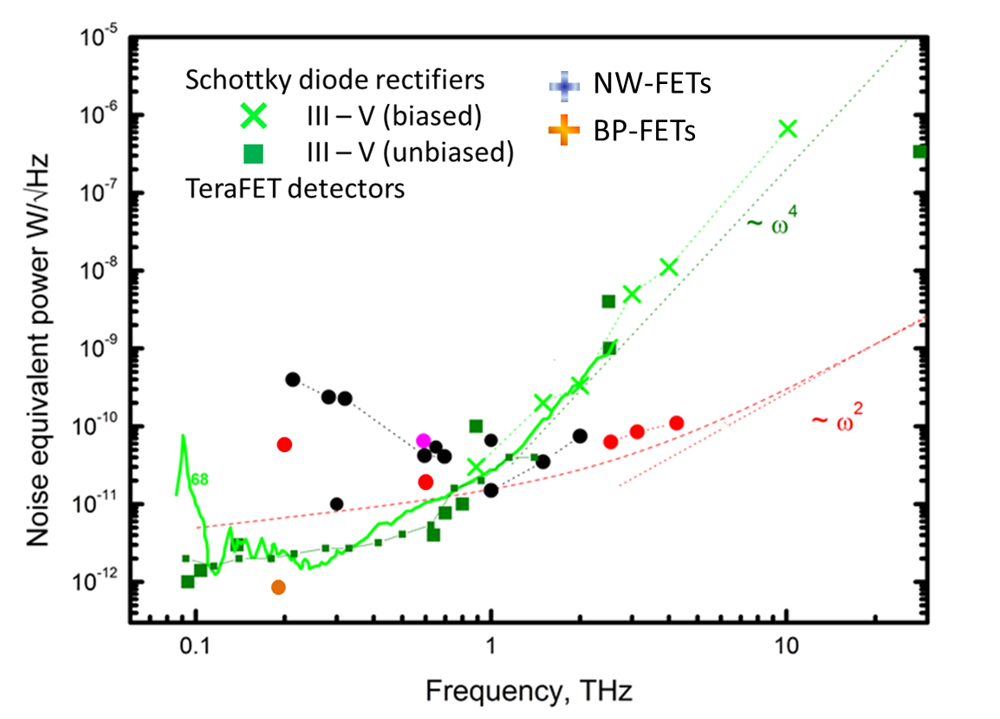 10⁻⁵
10⁻⁶
10⁻⁷
10⁻⁸
10⁻⁹
10⁻¹⁰
10⁻¹¹
10⁻¹²
Noise equivalent power W/√Hz
Schottky diode rectifiers
III – V (biased)
III – V (unbiased)
TeraFET detectors
NW-FETs
BP-FETs
~ ω⁴
~ ω²
68
0.1
1
10
Frequency, THz